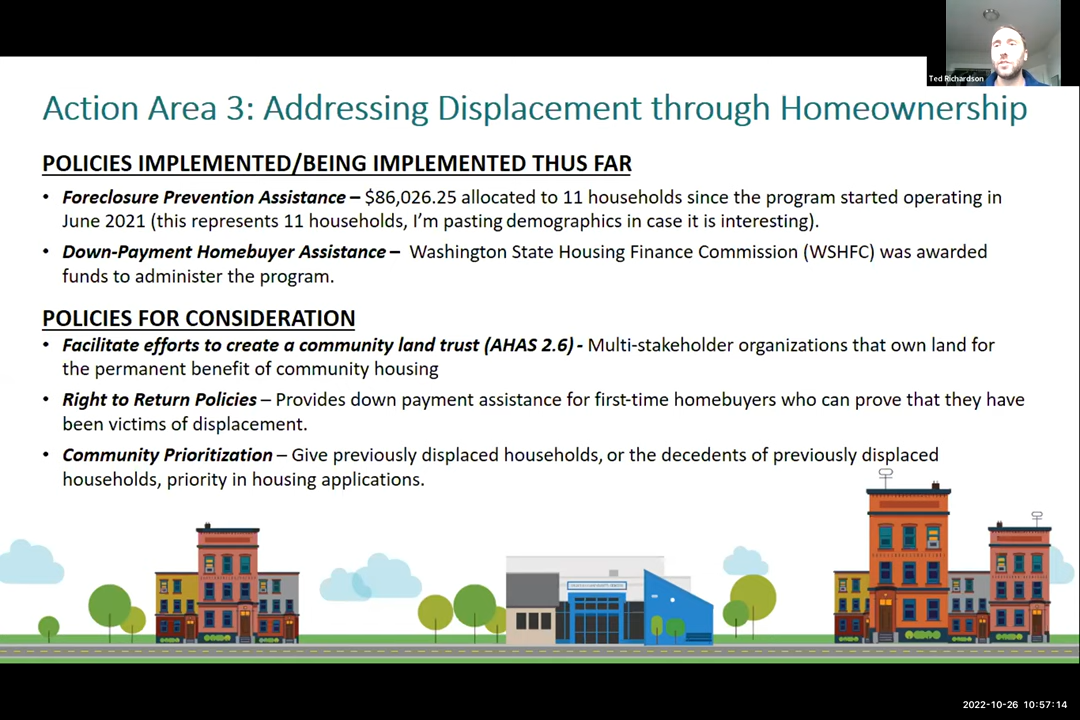 Ted Richardson
Action Area 3: Addressing Displacement through Homeownership
POLICIES IMPLEMENTED/BEING IMPLEMENTED THUS FAR
• Foreclosure Prevention Assistance – $86,026.25 allocated to 11 households since the program started operating in
June 2021 (this represents 11 households, I’m pasting demographics in case it is interesting).
• Down-Payment Homebuyer Assistance – Washington State Housing Finance Commission (WSHFC) was awarded
funds to administer the program.
POLICIES FOR CONSIDERATION
• Facilitate efforts to create a community land trust (AHAS 2.6) - Multi-stakeholder organizations that own land for
the permanent benefit of community housing
• Right to Return Policies – Provides down payment assistance for first-time homebuyers who can prove that they have
been victims of displacement.
• Community Prioritization – Give previously displaced households, or the decedents of previously displaced
households, priority in housing applications.
2022-10-26 10:57:14